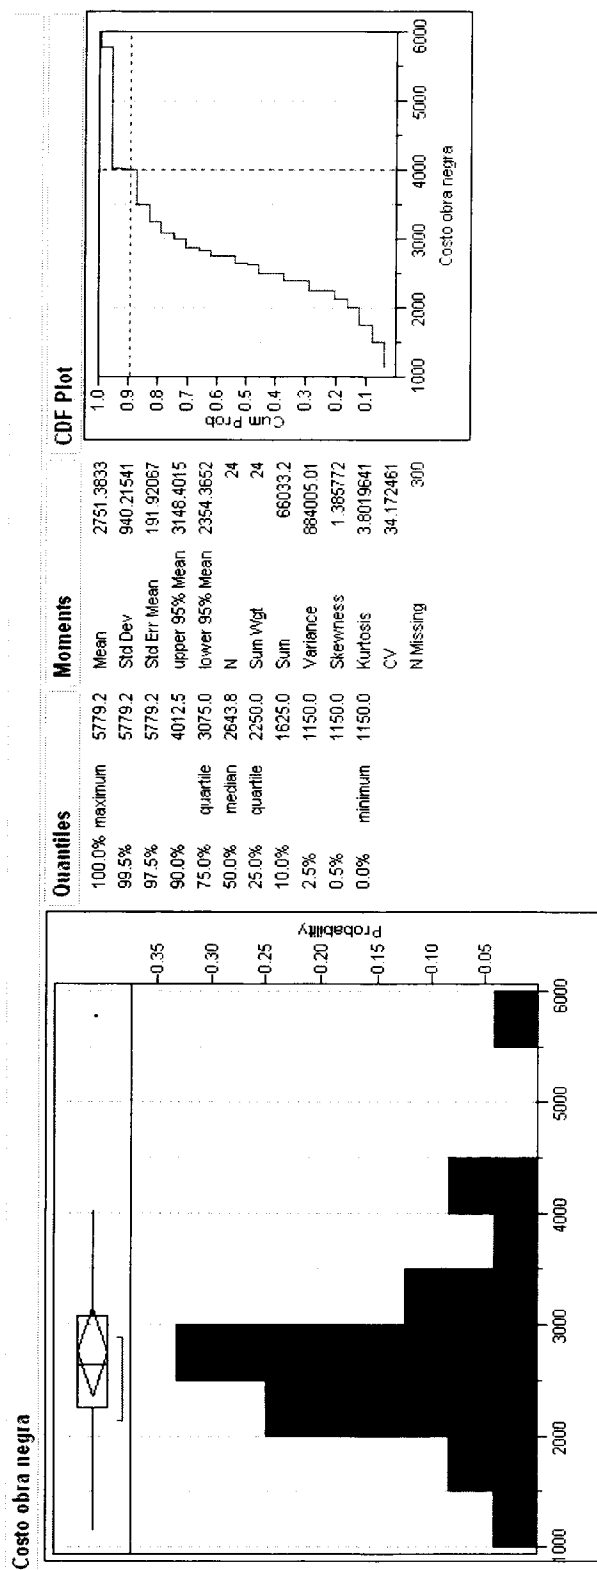 Costo obra negra
-0.35
-0.30
-0.25
-0.20
-0.15
-0.10
-0.05
Probability
1000 2000 3000 4000 5000 6000
Quantiles
100.0% maximum 5779.2
99.5% 5779.2
97.5% 5779.2
90.0% 4012.5
75.0% quartile 3075.0
50.0% median 2643.8
25.0% quartile 2250.0
10.0% 1625.0
2.5% 1150.0
0.5% 1150.0
0.0% minimum 1150.0
Moments
Mean 2751.3833
Std Dev 940.21541
Std Err Mean 191.92067
upper 95% Mean 3148.4015
lower 95% Mean 2354.3652
N 24
Sum Wgt 24
Sum 66033.2
Variance 884005.01
Skewness 1.385772
Kurtosis 3.8019641
CV 34.172461
N Missing 300
CDF Plot
1.0
0.9
0.8
0.7
0.6
0.5
0.4
0.3
0.2
0.1
Cum Prob
1000 2000 3000 4000 5000 6000
Costo obra negra